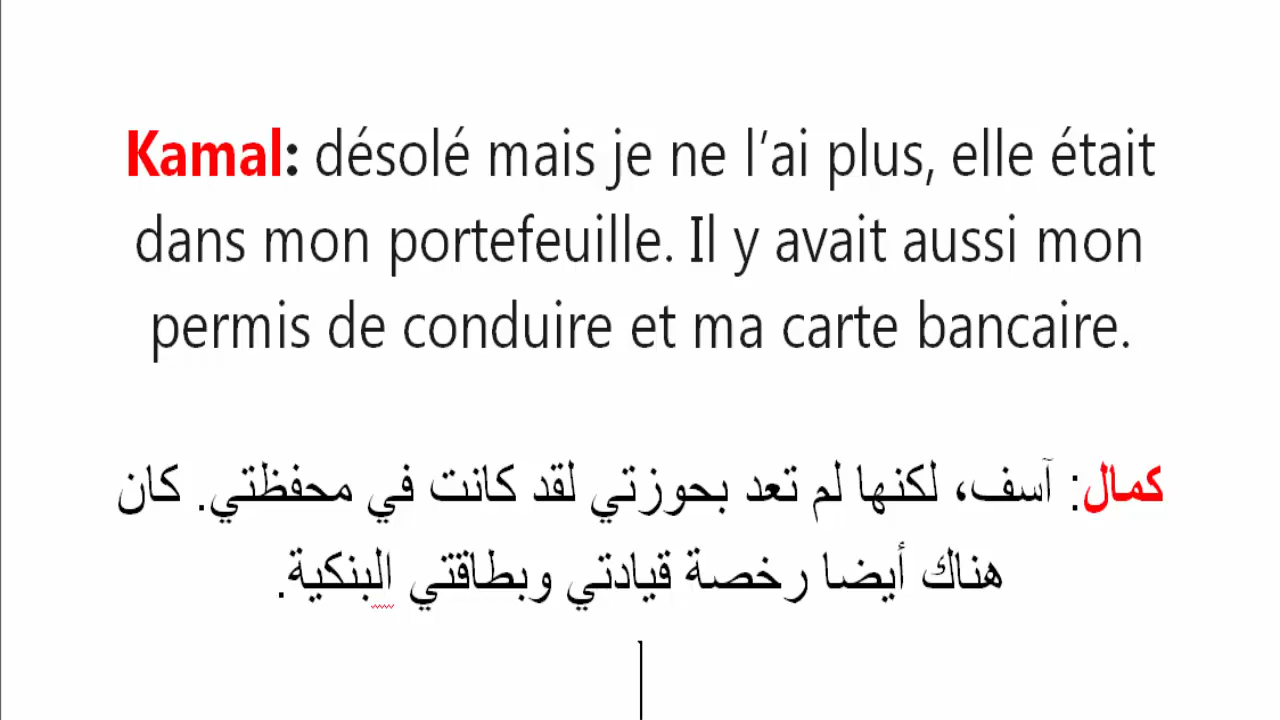 Kamal: désolé mais je ne l’ai plus, elle était
dans mon portefeuille. Il y avait aussi mon
permis de conduire et ma carte bancaire.
كمال: آسف، لكنها لم تعد بحوزتي لقد كانت في محفظتي. كان
هناك أيضا رخصة قيادتي وبطاقتي البنكية.